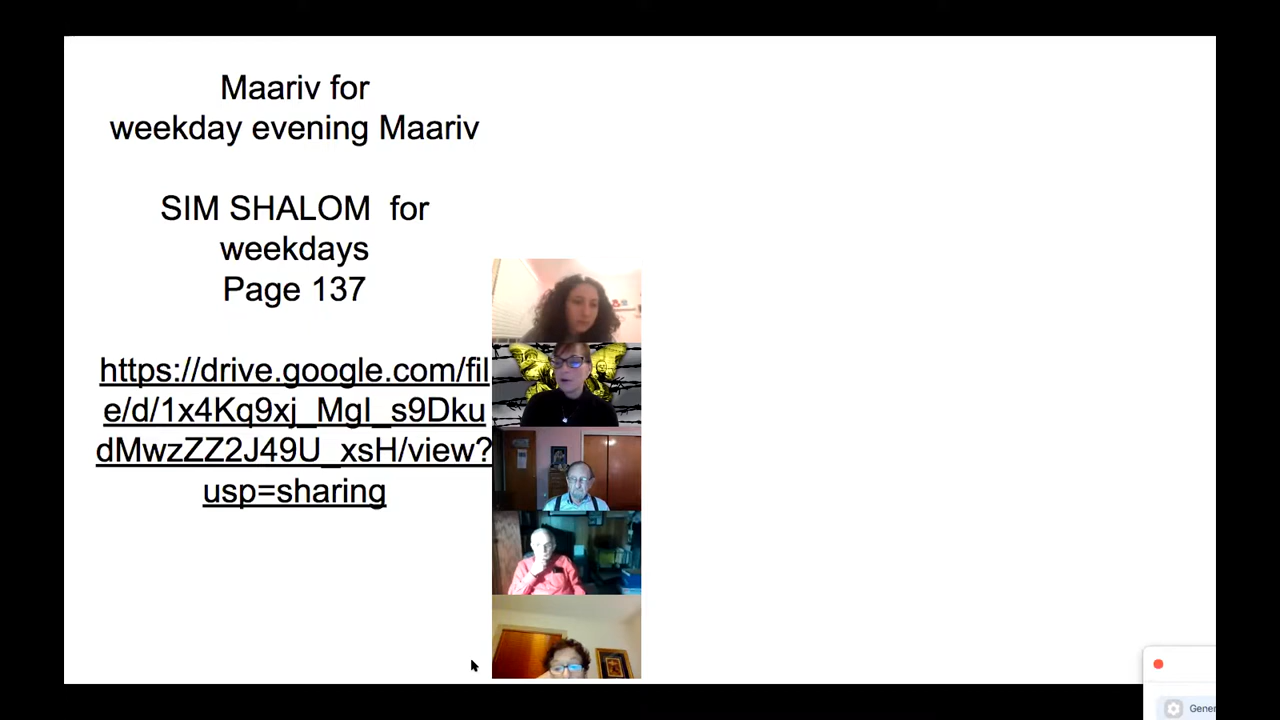 Maariv for
weekday evening Maariv
SIM SHALOM for
weekdays
Page 137
https://drive.google.com/fil
e/d/1x4Kq9xj_MgI_s9Dku
dMwzZZ2J49U_xsH/view?
usp=sharing
Gener